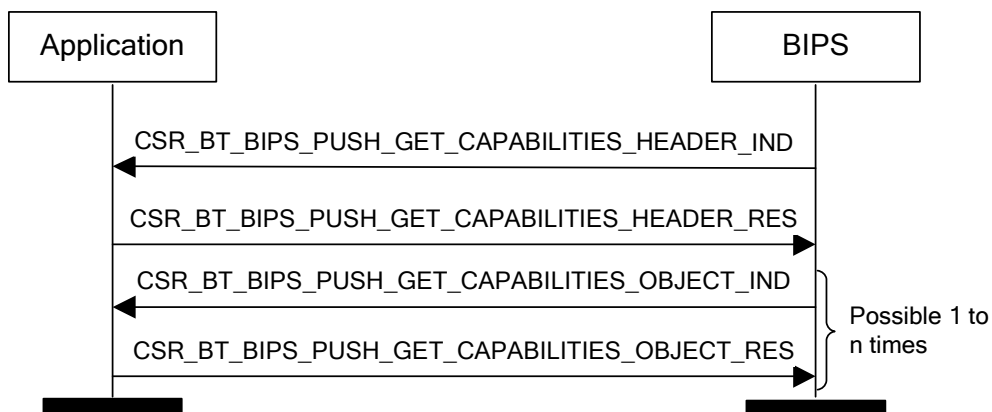 Application
BIPS
CSR_BT_BIPS_PUSH_GET_CAPABILITIES_HEADER_IND
CSR_BT_BIPS_PUSH_GET_CAPABILITIES_HEADER_RES
CSR_BT_BIPS_PUSH_GET_CAPABILITIES_OBJECT_IND
CSR_BT_BIPS_PUSH_GET_CAPABILITIES_OBJECT_RES
Possible 1 to
n times